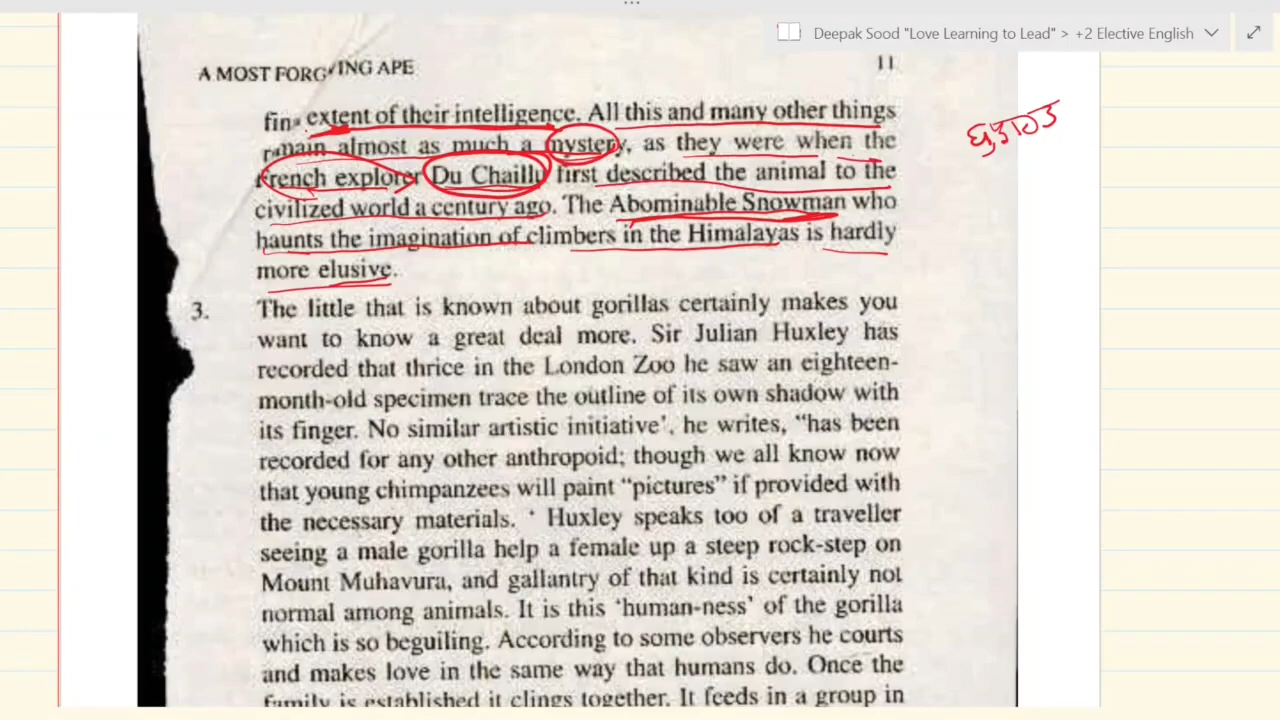 Deepak Sood "Love Learning to Lead" > +2 Elective English
A MOST FORGIVING APE
11
extent of their intelligence. All this and many other things
main almost as much a mystery, as they were when the
French explorer Du Chaillu first described the animal to the
civilized world a century ago. The Abominable Snowman who
haunts the imagination of climbers in the Himalayas is hardly
more elusive.
3. The little that is known about gorillas certainly makes you
want to know a great deal more. Sir Julian Huxley has
recorded that thrice in the London Zoo he saw an eighteen-
month-old specimen trace the outline of its own shadow with
its finger. No similar artistic initiative', he writes, "has been
recorded for any other anthropoid; though we all know now
that young chimpanzees will paint "pictures" if provided with
the necessary materials. ' Huxley speaks too of a traveller
seeing a male gorilla help a female up a steep rock-step on
Mount Muhavura, and gallantry of that kind is certainly not
normal among animals. It is this 'human-ness' of the gorilla
which is so beguiling. According to some observers he courts
and makes love in the same way that humans do. Once the
family is established it clings together. It feeds in a group in